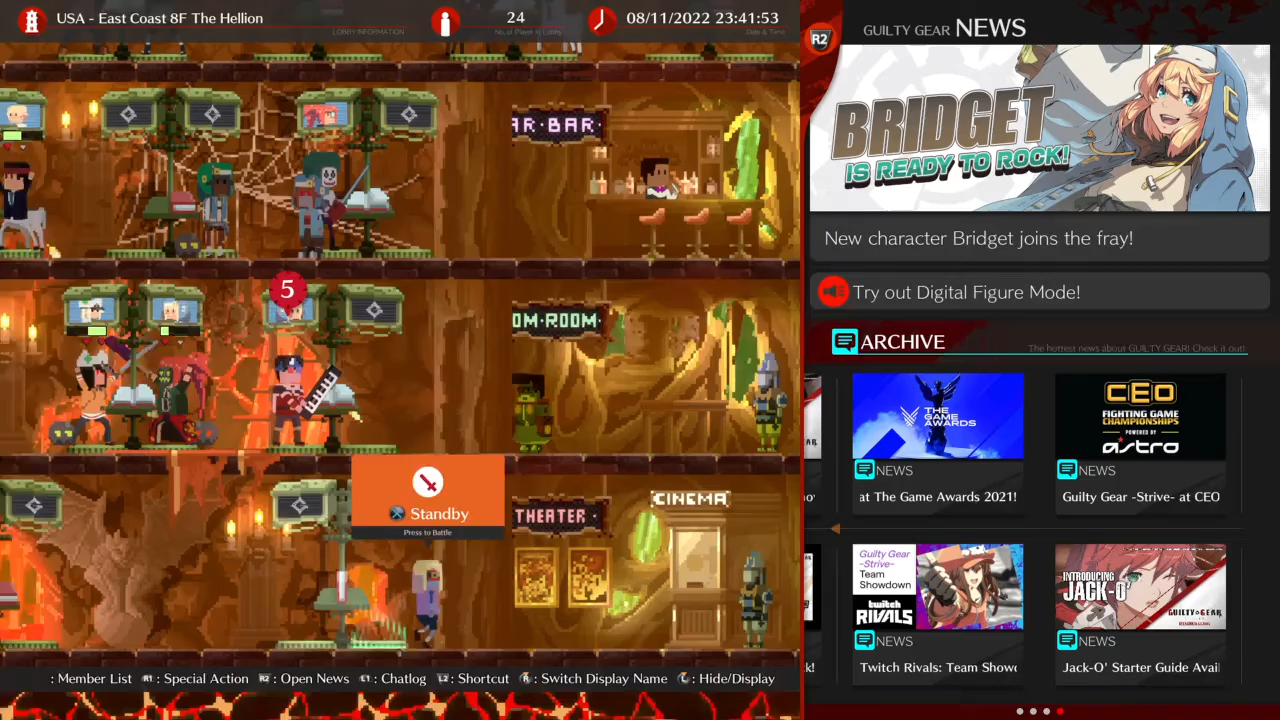 USA - East Coast 8F The Hellion
LOBBY INFORMATION
24
No. of Player in Lobby
08/11/2022 23:41:53
Date & Time
R2
GUILTY GEAR NEWS
BRIDGET
IS READY TO ROCK!
New character Bridget joins the fray!
Try out Digital Figure Mode!
ARCHIVE
The hottest news about GUILTY GEAR! Check it out!
THE GAME AWARDS
NEWS
at The Game Awards 2021!
CEO
FIGHTING GAME
CHAMPIONSHIPS
POWERED BY
astro
NEWS
Guilty Gear -Strive- at CEO
Guilty Gear
-Strive-
Team
Showdown
twitch
RIVALS
NEWS
Twitch Rivals: Team Showc
INTRODUCING
JACK-O'
GUILTY GEAR
NEWS
Jack-O' Starter Guide Avai
AR·BAR·
5
OM·ROOM·
THEATER
CINEMA
Standby
Press to Battle
: Member List
R1 : Special Action
R2 : Open News
: Chatlog
L2 : Shortcut
R : Switch Display Name
L : Hide/Display